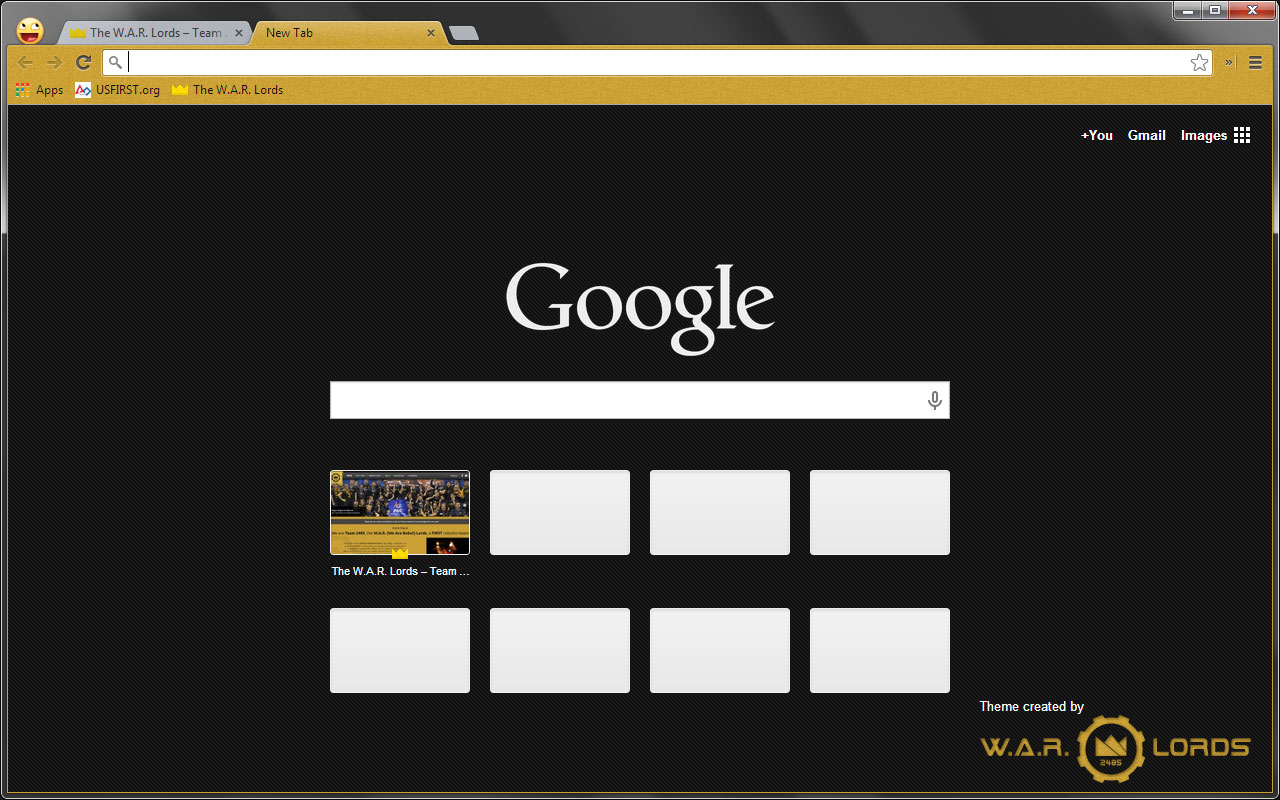 The W.A.R. Lords – Team
New Tab
Apps
USFIRST.org
The W.A.R. Lords
+You
Gmail
Images
Google
The W.A.R. Lords – Team ...
Theme created by
W.A.R. 2485 LORDS